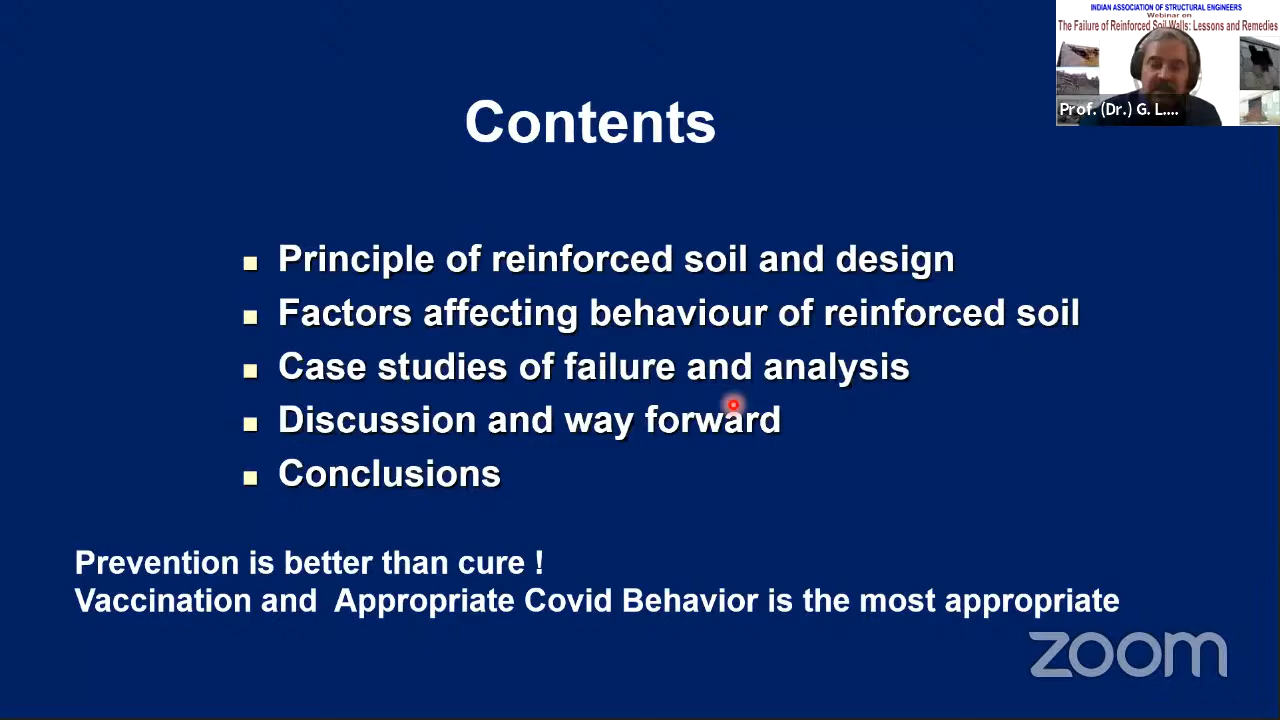 INDIAN ASSOCIATION OF STRUCTURAL ENGINEERS
Webinar on
The Failure of Reinforced Soil Walls: Lessons and Remedies
Prof. (Dr.) G. L....
Contents
Principle of reinforced soil and design
Factors affecting behaviour of reinforced soil
Case studies of failure and analysis
Discussion and way forward
Conclusions
Prevention is better than cure !
Vaccination and  Appropriate Covid Behavior is the most appropriate
zoom